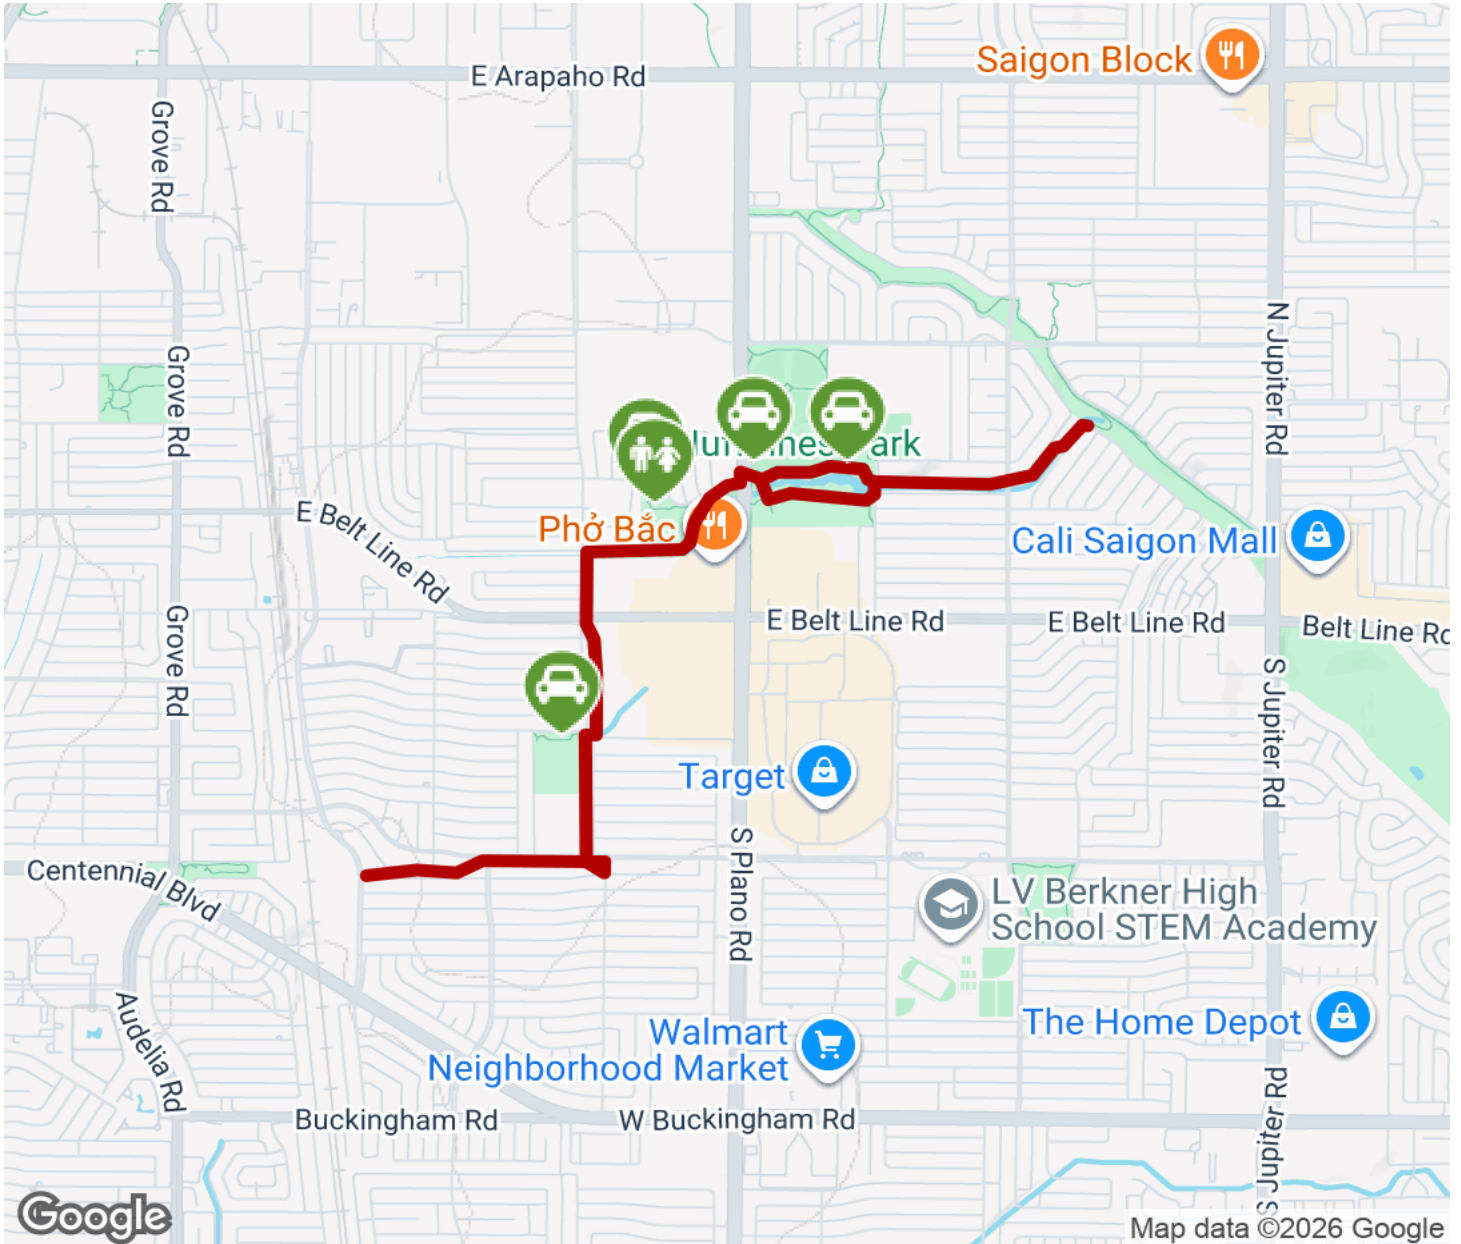 Saigon Block
E Arapaho Rd
Grove Rd
N Jupiter Rd
Grove Rd
Park
E Belt Line Rd
Phở Bắc
Cali Saigon Mall
Grove Rd
E Belt Line Rd
E Belt Line Rd
Belt Line Rd
S Jupiter Rd
Target
S Plano Rd
Centennial Blvd
LV Berkner High
School STEM Academy
Audelia Rd
Walmart
Neighborhood Market
The Home Depot
Buckingham Rd
W Buckingham Rd
S Jupiter Rd
Google
Map data ©2026 Google